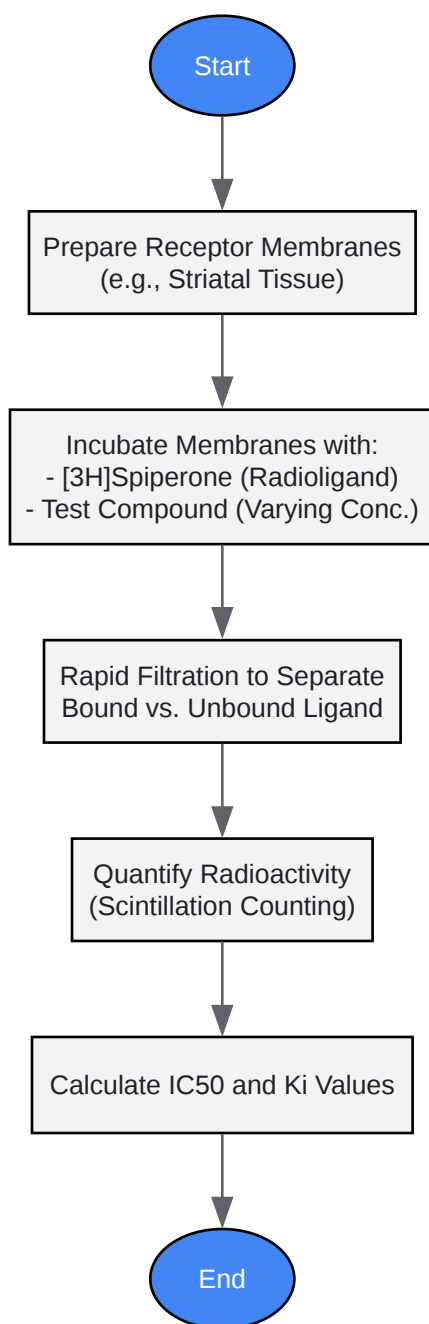 Start
Prepare Receptor Membranes
(e.g., Striatal Tissue)
Incubate Membranes with:
- [3H]Spiperone (Radioligand)
- Test Compound (Varying Conc.)
Rapid Filtration to Separate
Bound vs. Unbound Ligand
Quantify Radioactivity
(Scintillation Counting)
Calculate IC50 and Ki Values
End